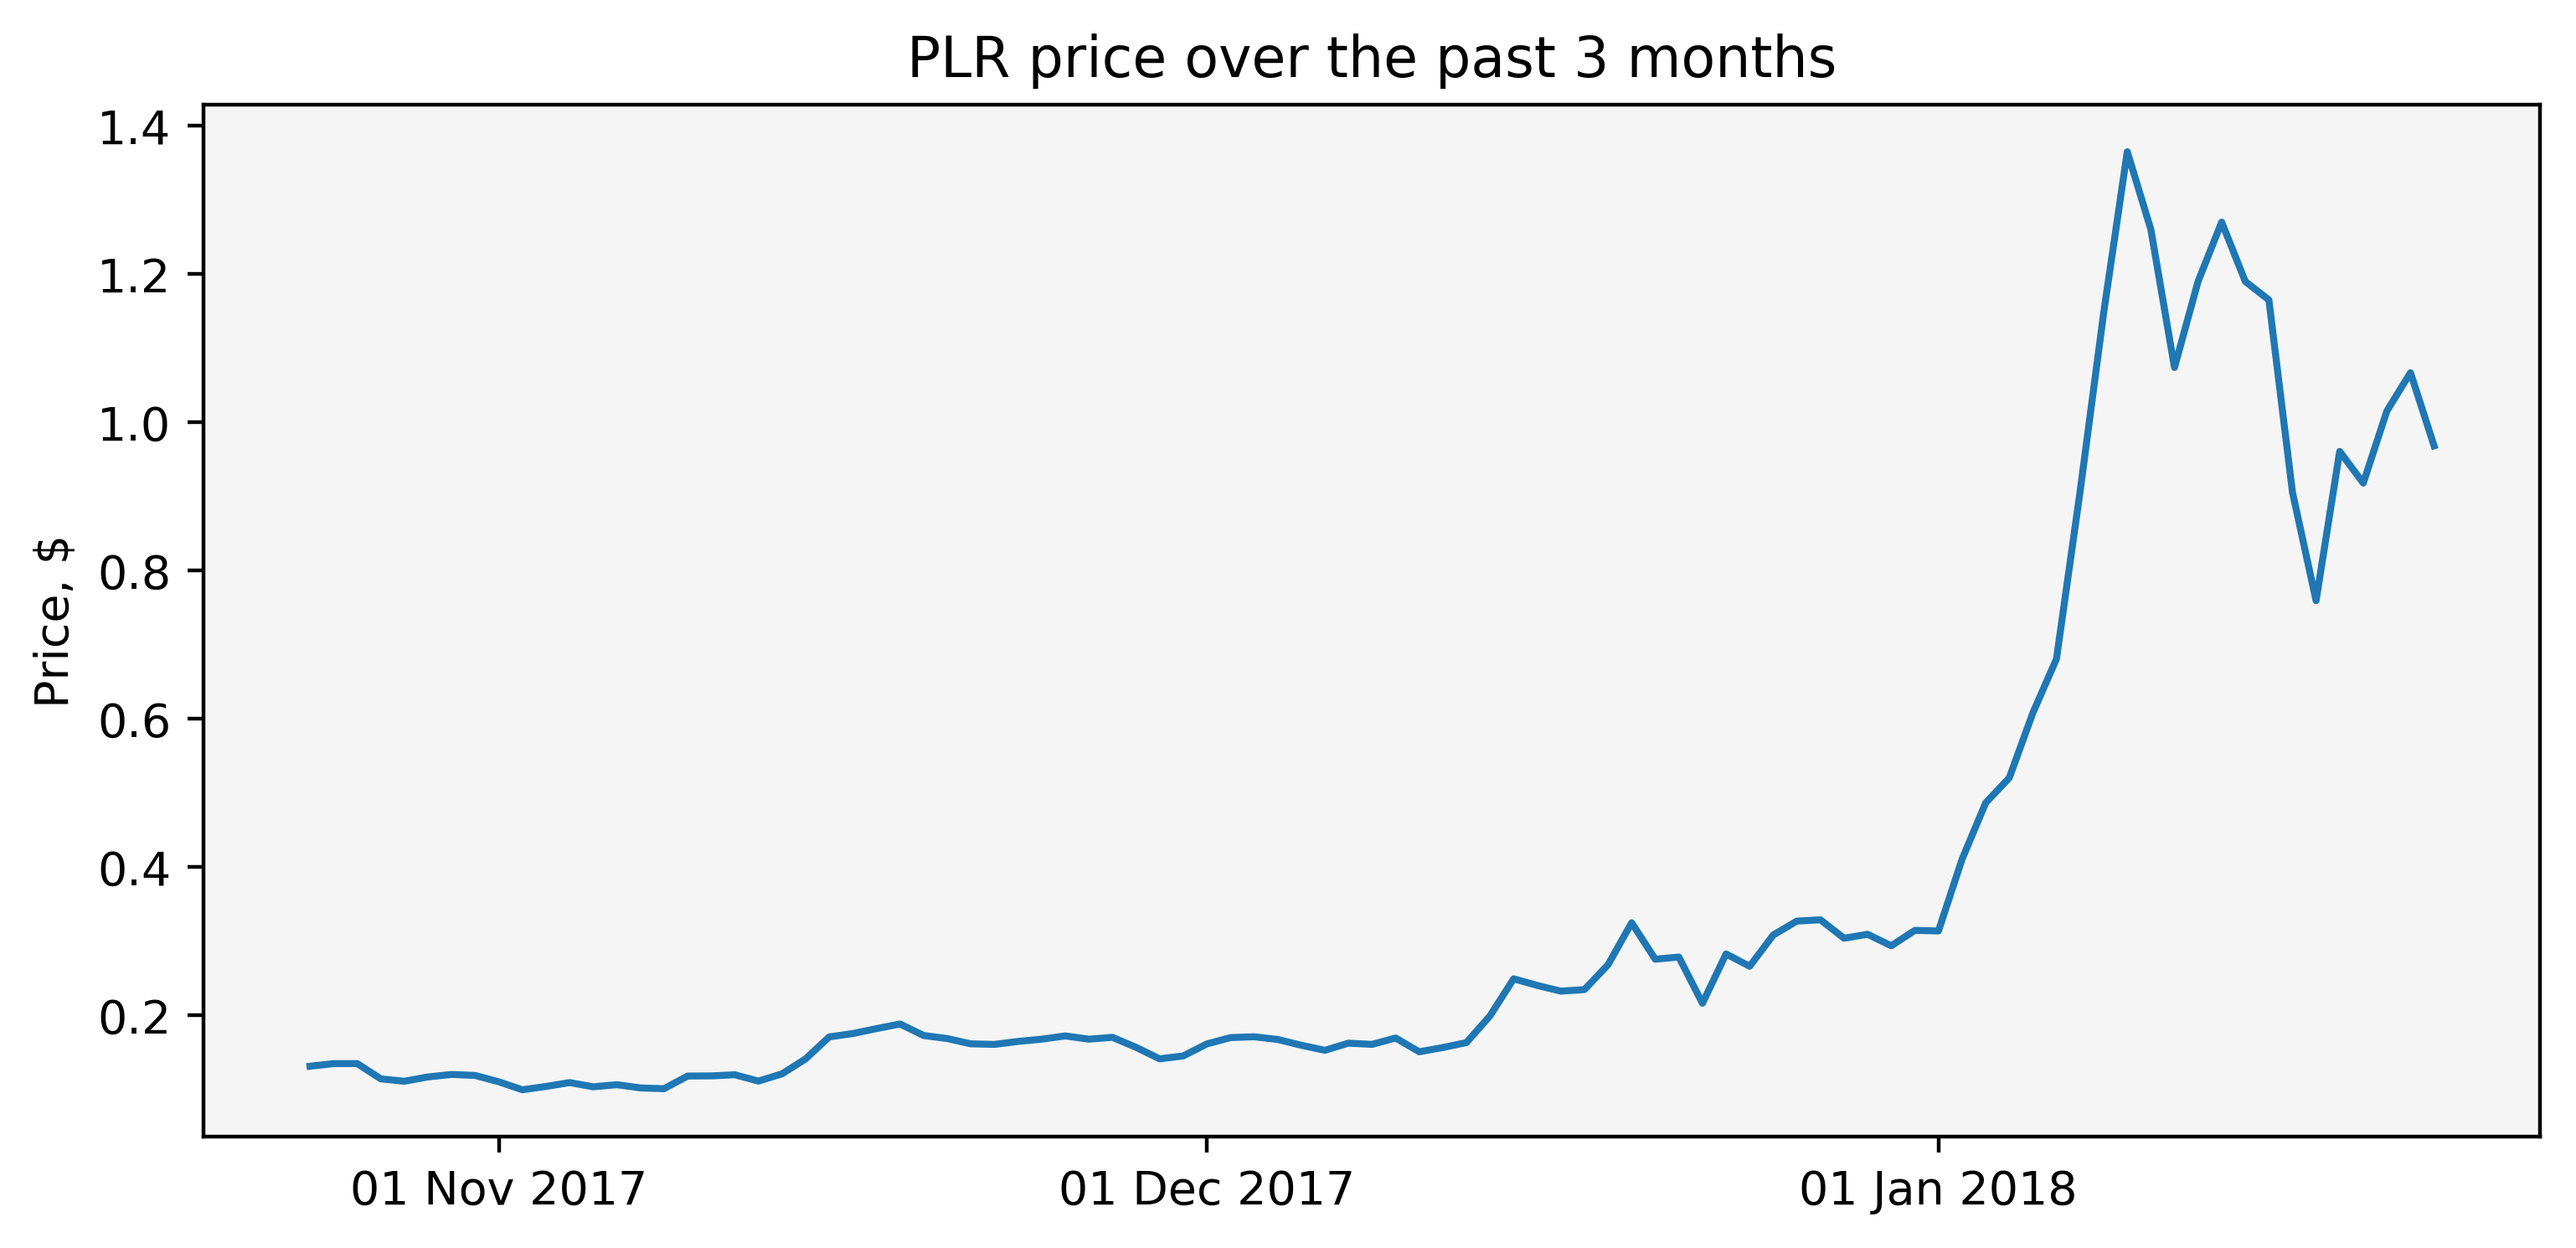 PLR price over the past 3 months
Price, $
1.4
1.2
1.0
0.8
0.6
0.4
0.2
01 Nov 2017
01 Dec 2017
01 Jan 2018